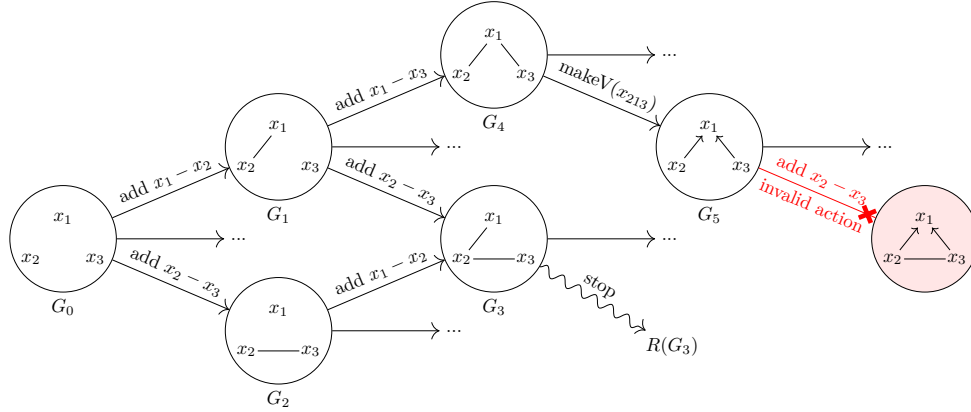 x₁
x₂ x₃
G₄
...
add x₁ − x₃
makeV(x₂₁₃)
x₁
x₂ x₃
G₁
...
x₁
x₂ x₃
G₅
...
add x₁ − x₂
add x₂ − x₃
add x₂ − x₃
invalid action
x₁
x₂ x₃
G₀
...
x₁
x₂ x₃
G₃
...
x₁
x₂ x₃
add x₂ − x₃
add x₁ − x₂
stop
R(G₃)
x₁
x₂ x₃
G₂
...